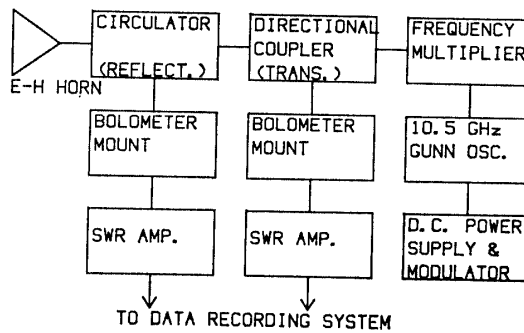 CIRCULATOR
(REFLECT.)
DIRECTIONAL
COUPLER
(TRANS.)
FREQUENCY
MULTIPLIER
E-H HORN
BOLOMETER
MOUNT
BOLOMETER
MOUNT
10.5 GHz
GUNN OSC.
SWR AMP.
SWR AMP.
D.C. POWER
SUPPLY &
MODULATOR
TO DATA RECORDING SYSTEM